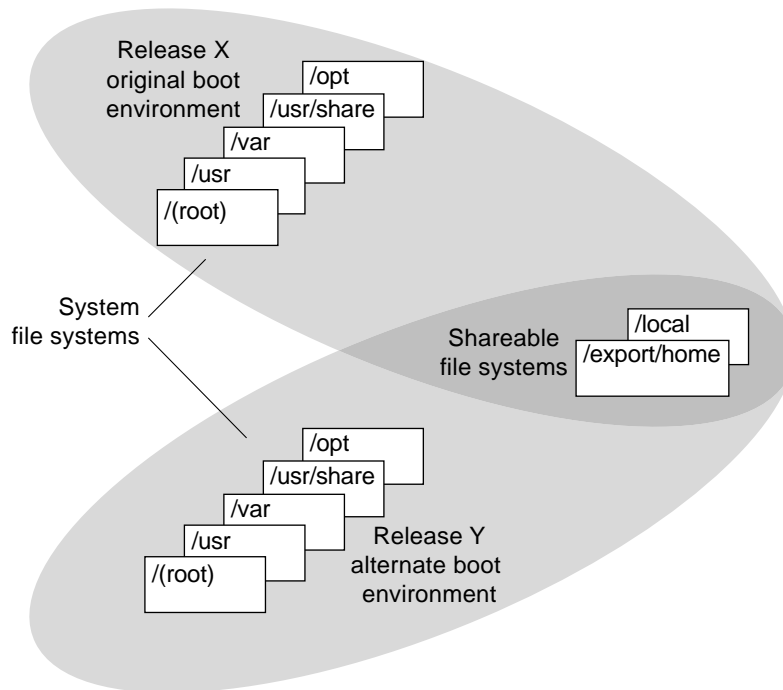 Release X
original boot
environment
/opt
/usr/share
/var
/usr
/(root)
System
file systems
Shareable
file systems
/local
/export/home
/opt
/usr/share
/var
/usr
/(root)
Release Y
alternate boot
environment